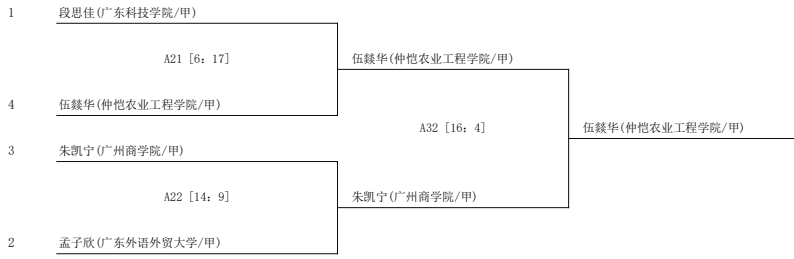 1 段思佳(广东科技学院/甲)
A21 [6: 17]
伍燚华(仲恺农业工程学院/甲)
4 伍燚华(仲恺农业工程学院/甲)
A32 [16: 4]
伍燚华(仲恺农业工程学院/甲)
3 朱凯宁(广州商学院/甲)
A22 [14: 9]
朱凯宁(广州商学院/甲)
2 孟子欣(广东外语外贸大学/甲)